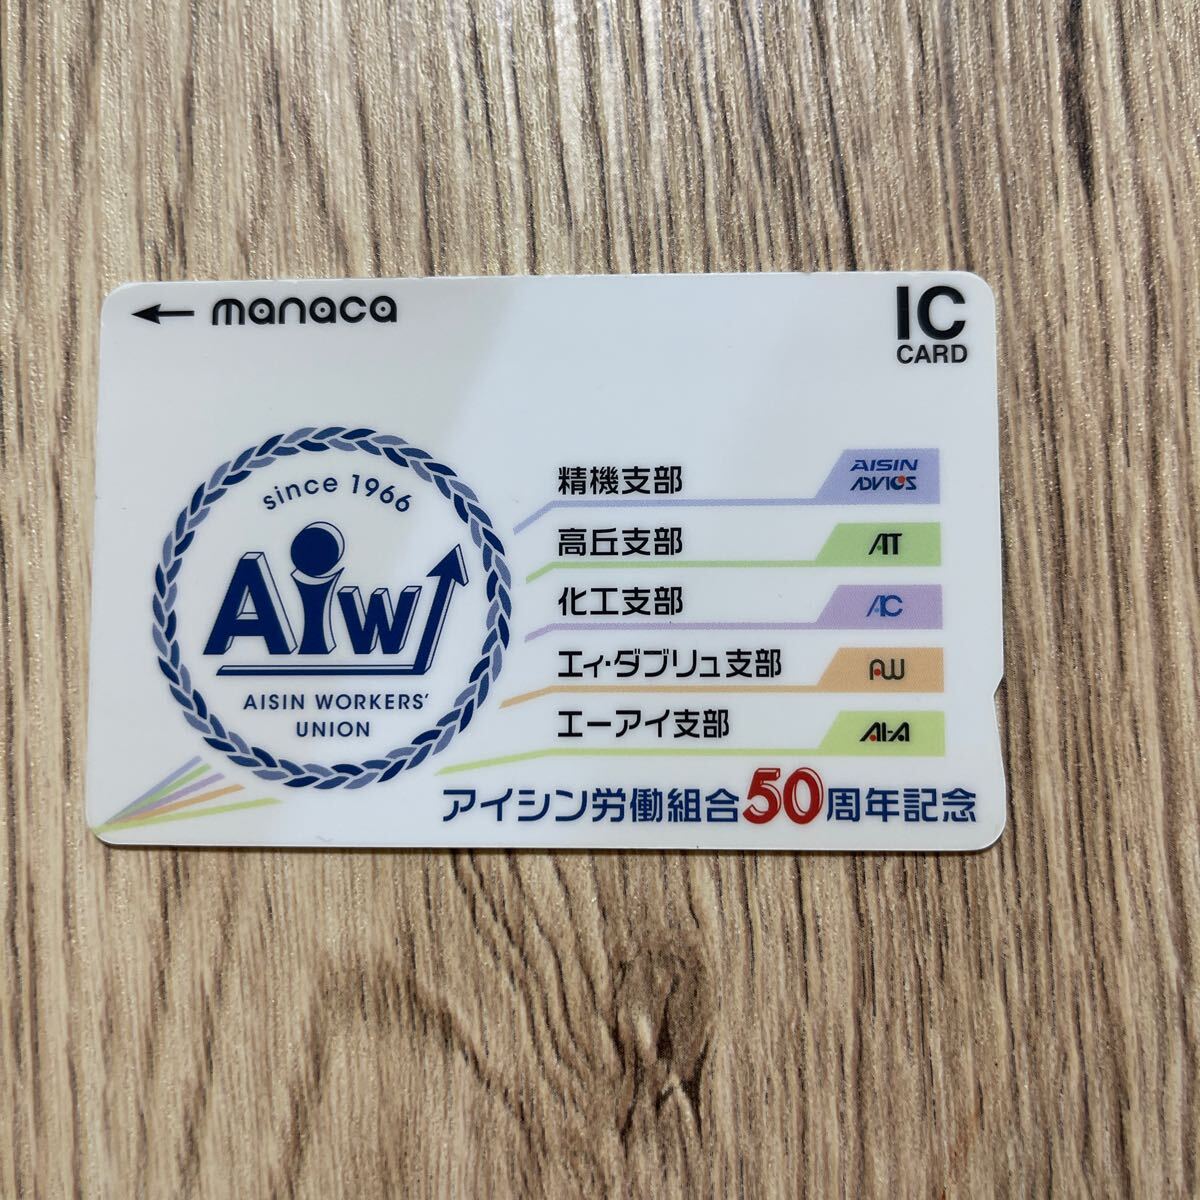 ← manaca
IC
CARD
since 1966
Aiw
AISIN WORKERS'
UNION
精機支部
AISIN
ADVICS
高丘支部
AT
化工支部
AC
エィ・ダブリュ支部
AW
エーアイ支部
AI-A
アイシン労働組合50周年記念